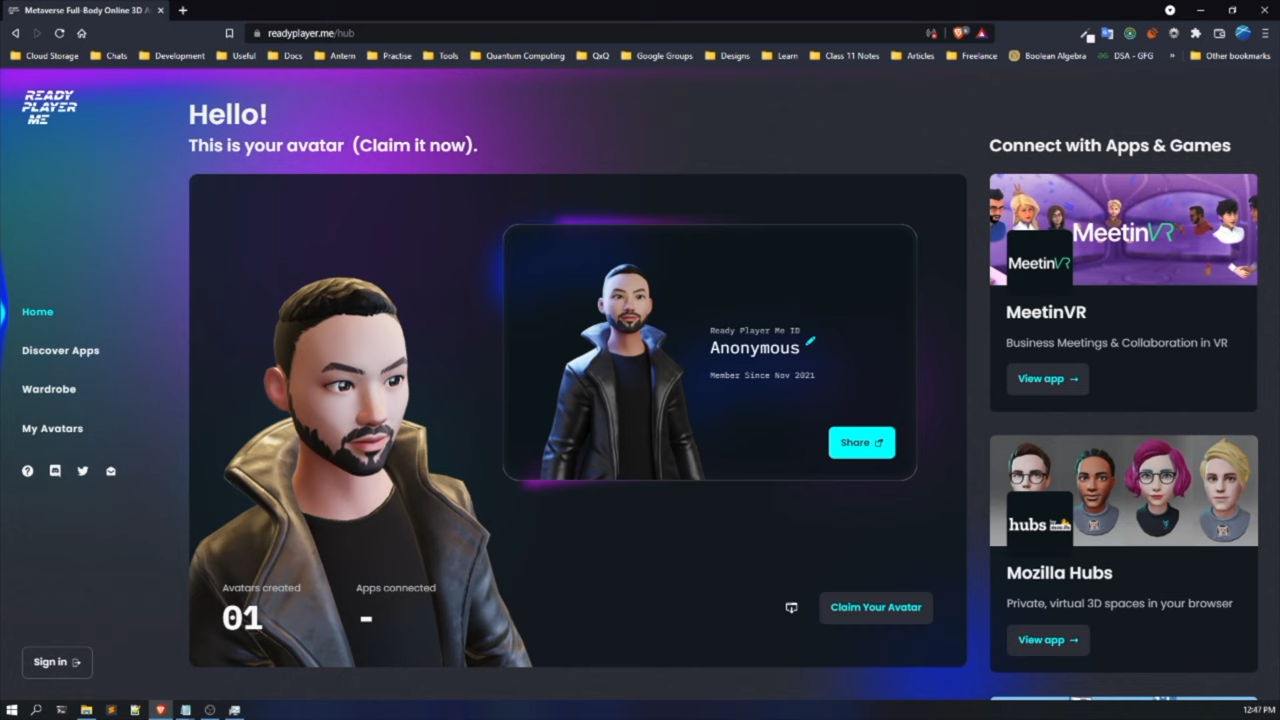 Metaverse Full-Body Online 3D A
readyplayer.me/hub
Cloud Storage
Chats
Development
Useful
Docs
Antern
Practise
Tools
Quantum Computing
QxQ
Google Groups
Designs
Learn
Class 11 Notes
Articles
Freelance
Boolean Algebra
DSA - GFG
»
Other bookmarks
READY
PLAYER
ME
Hello!
This is your avatar (Claim it now).
Home
Discover Apps
Wardrobe
My Avatars
Sign in
Ready Player Me ID
Anonymous
Member Since Nov 2021
Share
Avatars created
01
Apps connected
-
Claim Your Avatar
Connect with Apps & Games
MeetinVR
MeetinVR
MeetinVR
Business Meetings & Collaboration in VR
View app →
hubs
Mozilla Hubs
Private, virtual 3D spaces in your browser
View app →
12:47 PM